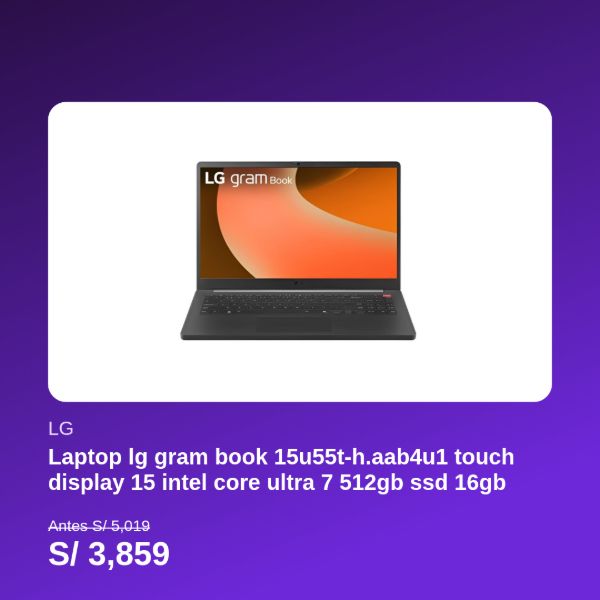 LG gram Book
LG
Laptop lg gram book 15u55t-h.aab4u1 touch
display 15 intel core ultra 7 512gb ssd 16gb
Antes S/ 5,019
S/ 3,859